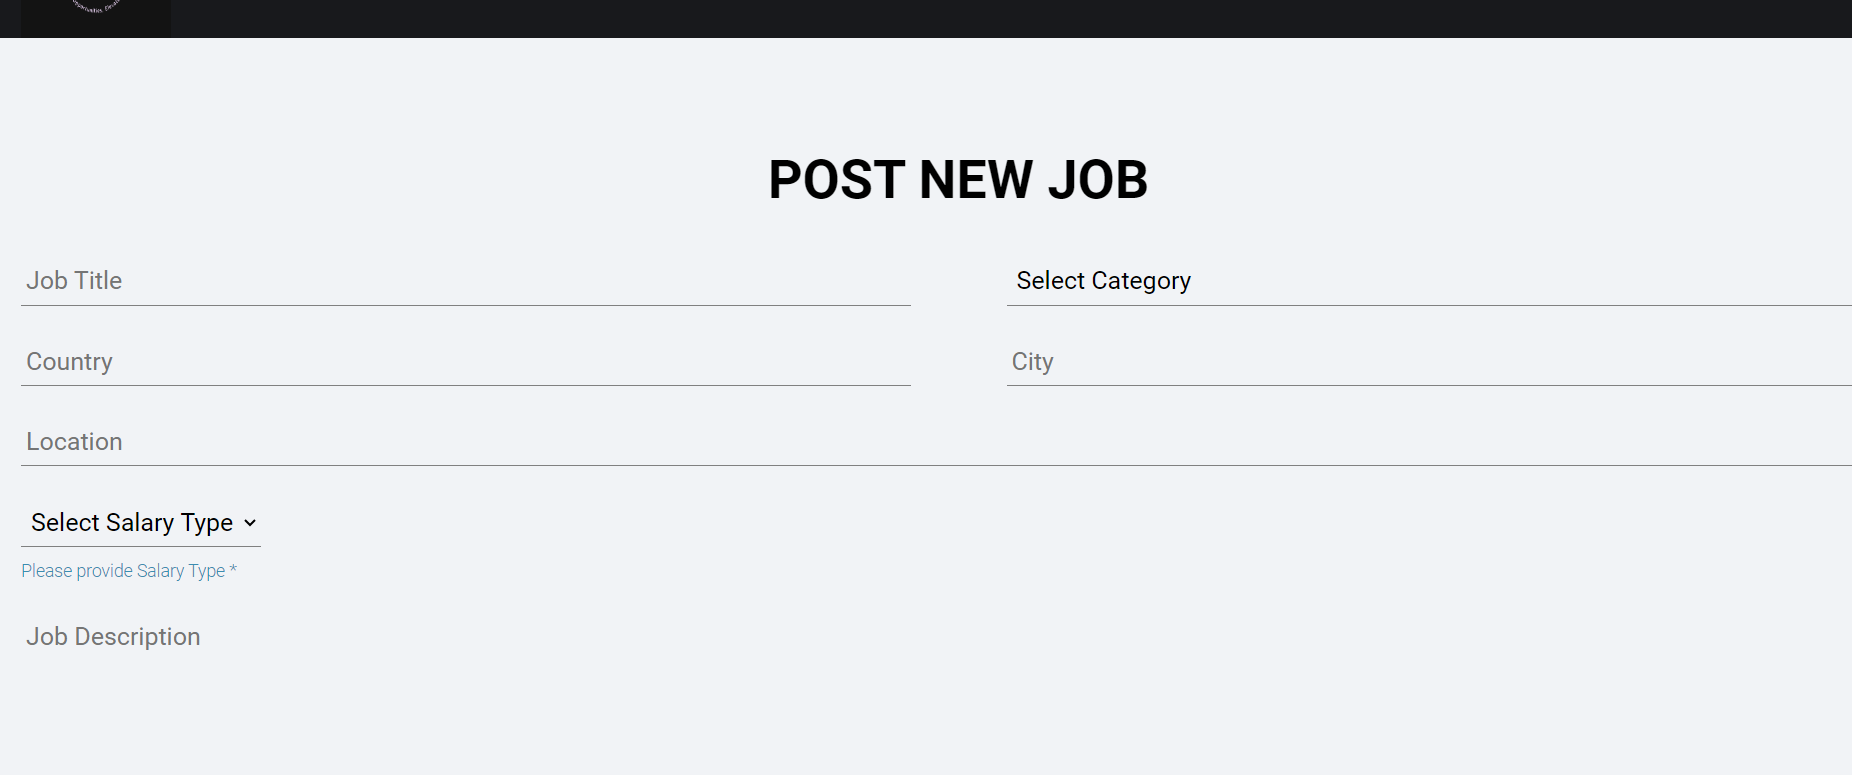 POST NEW JOB
Job Title
Select Category
Country
City
Location
Select Salary Type
Please provide Salary Type *
Job Description